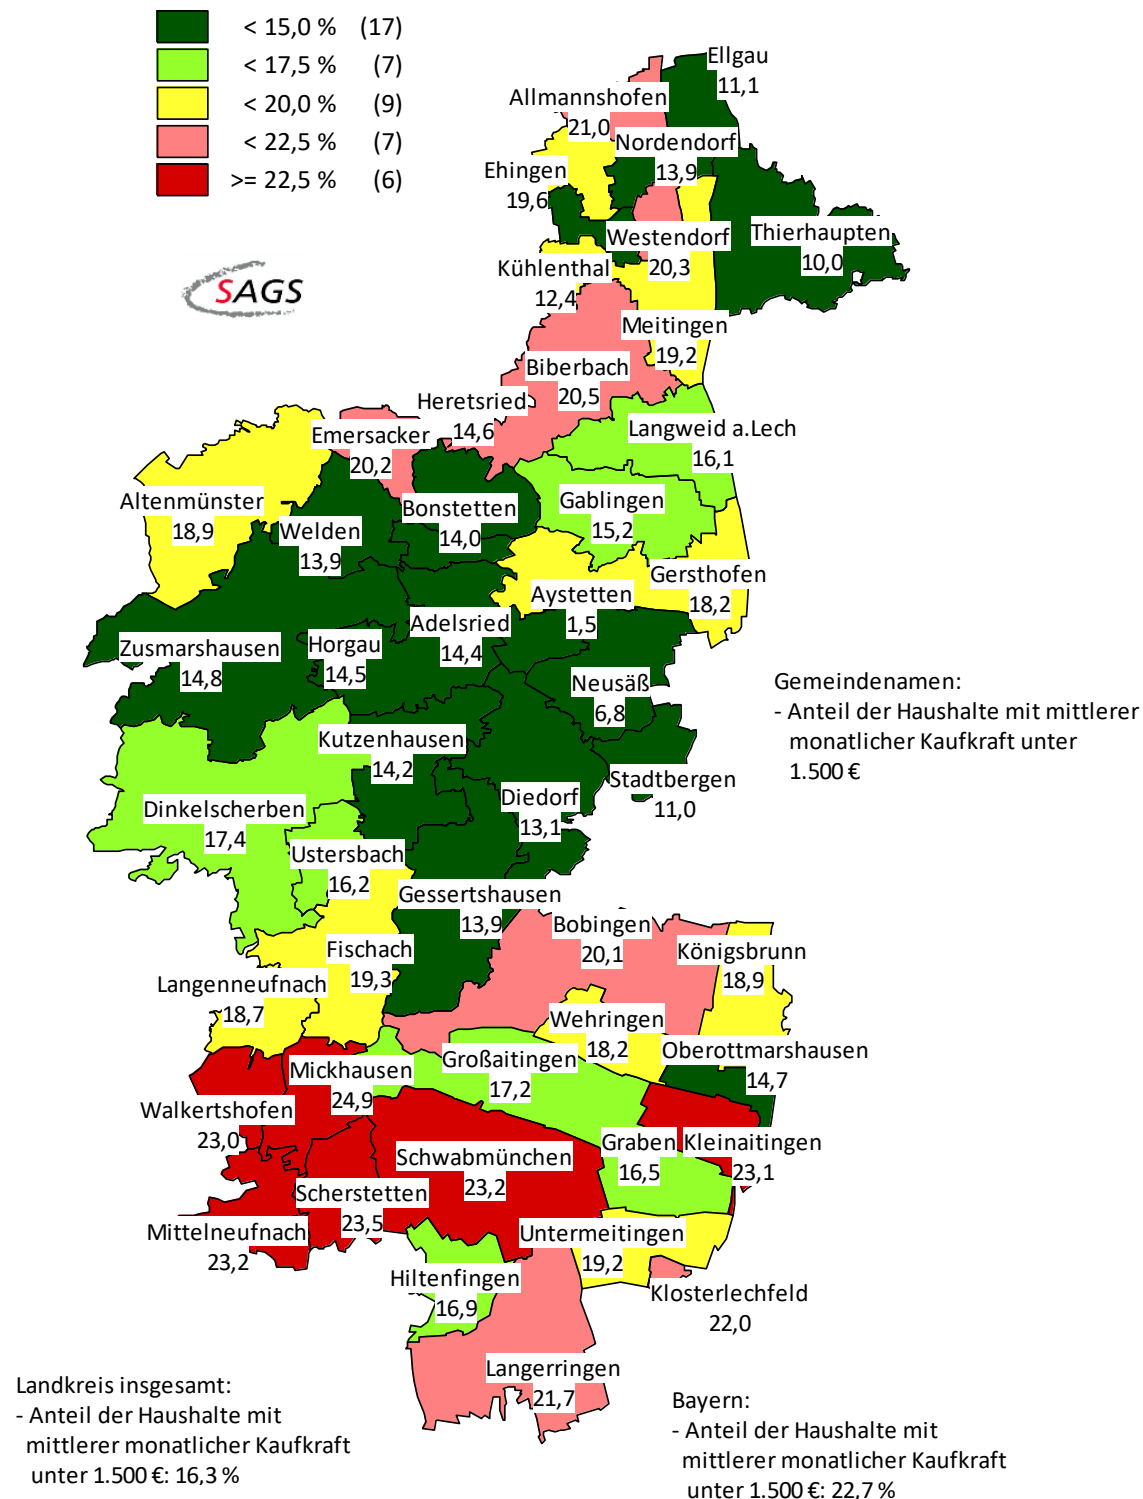 < 15,0 % (17)
< 17,5 % (7)
< 20,0 % (9)
< 22,5 % (7)
>= 22,5 % (6)
SAGS
Ellgau
11,1
Allmannshofen
21,0
Nordendorf
13,9
Ehingen
19,6
Westendorf
20,3
Thierhaupten
10,0
Kühlenthal
12,4
Meitingen
19,2
Biberbach
20,5
Heretsried
14,6
Emersacker
20,2
Langweid a.Lech
16,1
Altenmünster
18,9
Bonstetten
14,0
Gablingen
15,2
Welden
13,9
Gersthofen
18,2
Aystetten
1,5
Adelsried
14,4
Zusmarshausen
14,8
Horgau
14,5
Neusäß
6,8
Gemeindenamen:
- Anteil der Haushalte mit mittlerer
monatlicher Kaufkraft unter
1.500 €
Kutzenhausen
14,2
Stadtbergen
11,0
Diedorf
13,1
Dinkelscherben
17,4
Ustersbach
16,2
Gessertshausen
13,9
Bobingen
20,1
Königsbrunn
18,9
Fischach
19,3
Langenneufnach
18,7
Wehringen
18,2
Oberottmarshausen
14,7
Großaitingen
17,2
Mickhausen
24,9
Walkertshofen
23,0
Graben
16,5
Kleinaitingen
23,1
Schwabmünchen
23,2
Scherstetten
23,5
Mittelneufnach
23,2
Untermeitingen
19,2
Hiltenfingen
16,9
Klosterlechfeld
22,0
Langerringen
21,7
Landkreis insgesamt:
- Anteil der Haushalte mit
mittlerer monatlicher Kaufkraft
unter 1.500 €: 16,3 %
Bayern:
- Anteil der Haushalte mit
mittlerer monatlicher Kaufkraft
unter 1.500 €: 22,7 %